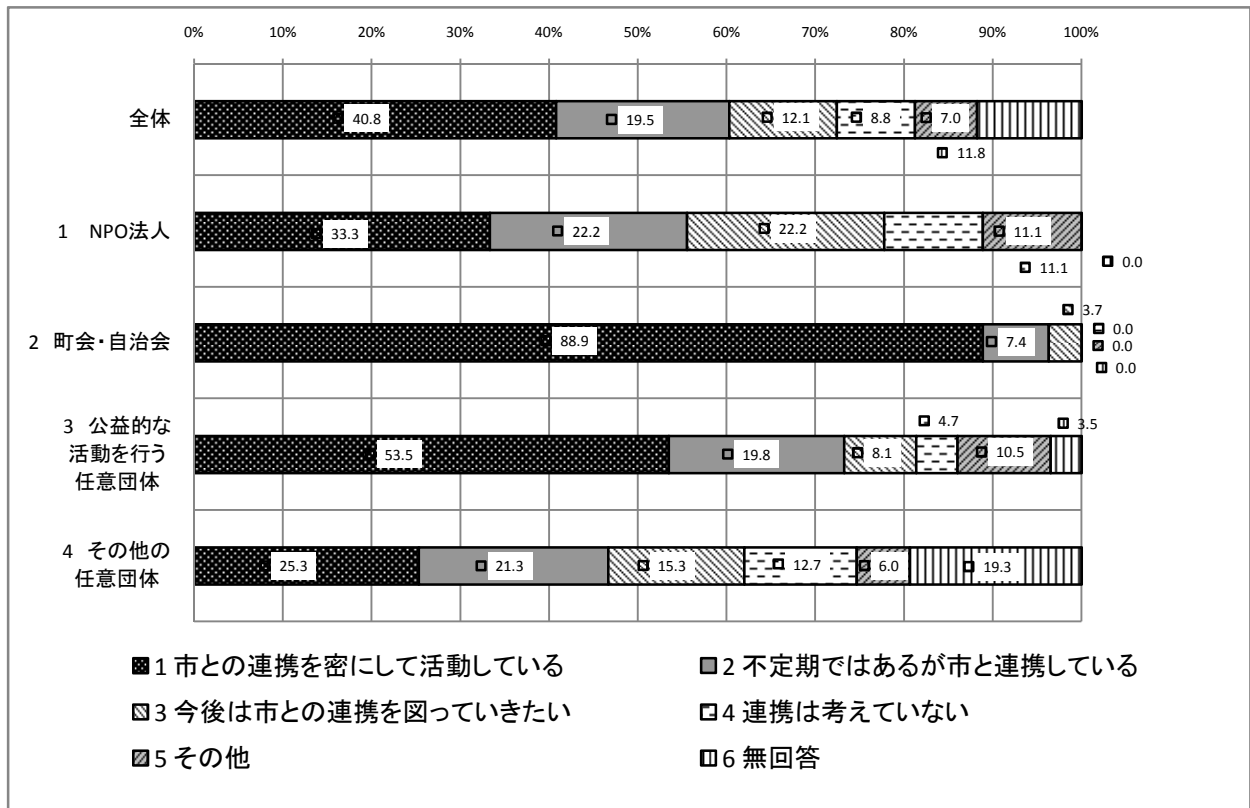 0% 10% 20% 30% 40% 50% 60% 70% 80% 90% 100%
全体
40.8 19.5 12.1 8.8 7.0
11.8
1 NPO法人
33.3 22.2 22.2 11.1
11.1 0.0
3.7
2 町会・自治会
88.9 7.4
0.0
0.0
0.0
4.7 3.5
3 公益的な
活動を行う
任意団体
53.5 19.8 8.1 10.5
4 その他の
任意団体
25.3 21.3 15.3 12.7 6.0 19.3
1 市との連携を密にして活動している 2 不定期ではあるが市と連携している
3 今後は市との連携を図っていきたい 4 連携は考えていない
5 その他 6 無回答